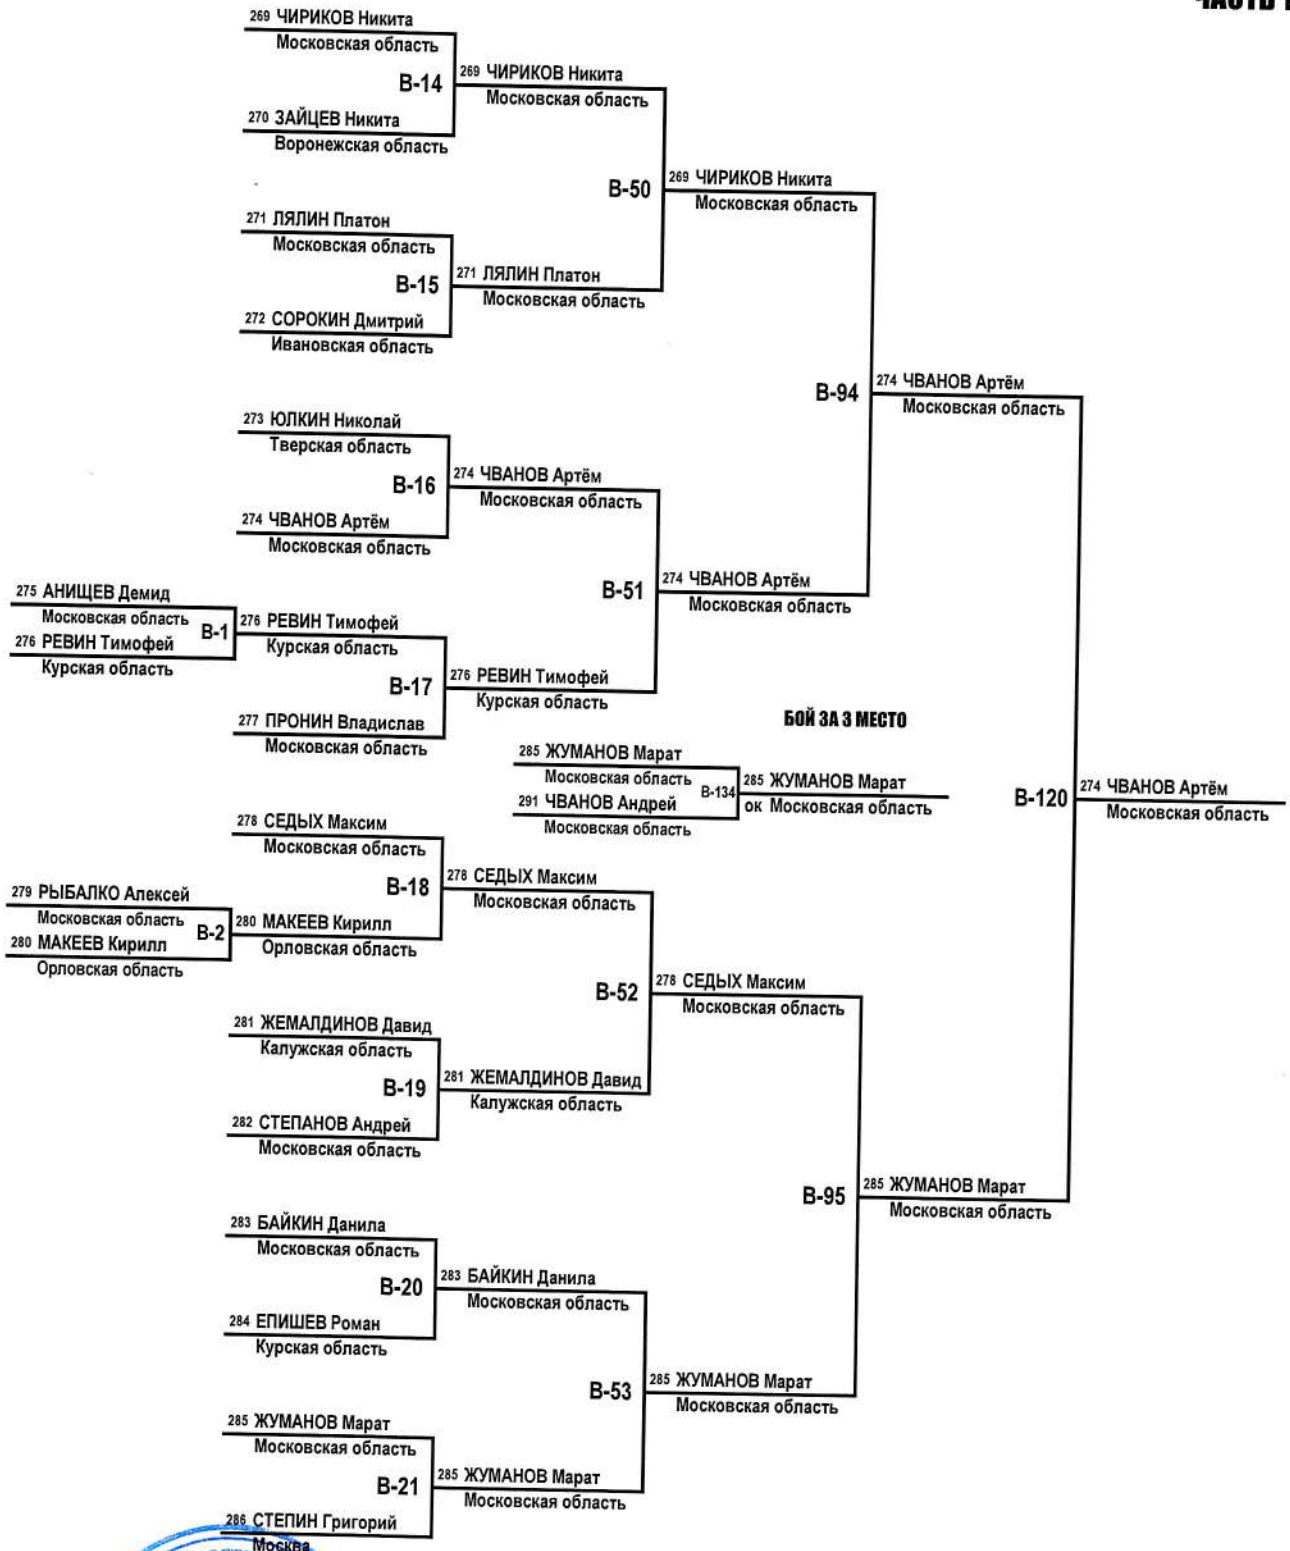 269 ЧИРИКОВ Никита
Московская область
В-14
270 ЗАЙЦЕВ Никита
Воронежская область
269 ЧИРИКОВ Никита
Московская область
В-50
271 ЛЯЛИН Платон
Московская область
В-15
272 СОРОКИН Дмитрий
Ивановская область
271 ЛЯЛИН Платон
Московская область
269 ЧИРИКОВ Никита
Московская область
В-94
273 ЮЛКИН Николай
Тверская область
В-16
274 ЧВАНОВ Артём
Московская область
274 ЧВАНОВ Артём
Московская область
В-51
275 АНИЩЕВ Демид
Московская область
В-1
276 РЕВИН Тимофей
Курская область
276 РЕВИН Тимофей
Курская область
В-17
277 ПРОНИН Владислав
Московская область
276 РЕВИН Тимофей
Курская область
274 ЧВАНОВ Артём
Московская область
274 ЧВАНОВ Артём
Московская область
БОЙ ЗА 3 МЕСТО
285 ЖУМАНОВ Марат
Московская область
В-134
291 ЧВАНОВ Андрей
Московская область
285 ЖУМАНОВ Марат
ок Московская область
В-120
274 ЧВАНОВ Артём
Московская область
278 СЕДЫХ Максим
Московская область
В-18
279 РЫБАЛКО Алексей
Московская область
В-2
280 МАКЕЕВ Кирилл
Орловская область
280 МАКЕЕВ Кирилл
Орловская область
278 СЕДЫХ Максим
Московская область
В-52
281 ЖЕМАЛДИНОВ Давид
Калужская область
В-19
282 СТЕПАНОВ Андрей
Московская область
281 ЖЕМАЛДИНОВ Давид
Калужская область
278 СЕДЫХ Максим
Московская область
В-95
283 БАЙКИН Данила
Московская область
В-20
284 ЕПИШЕВ Роман
Курская область
283 БАЙКИН Данила
Московская область
В-53
285 ЖУМАНОВ Марат
Московская область
В-21
286 СТЕПИН Григорий
Москва
285 ЖУМАНОВ Марат
Московская область
285 ЖУМАНОВ Марат
Московская область
285 ЖУМАНОВ Марат
Московская область